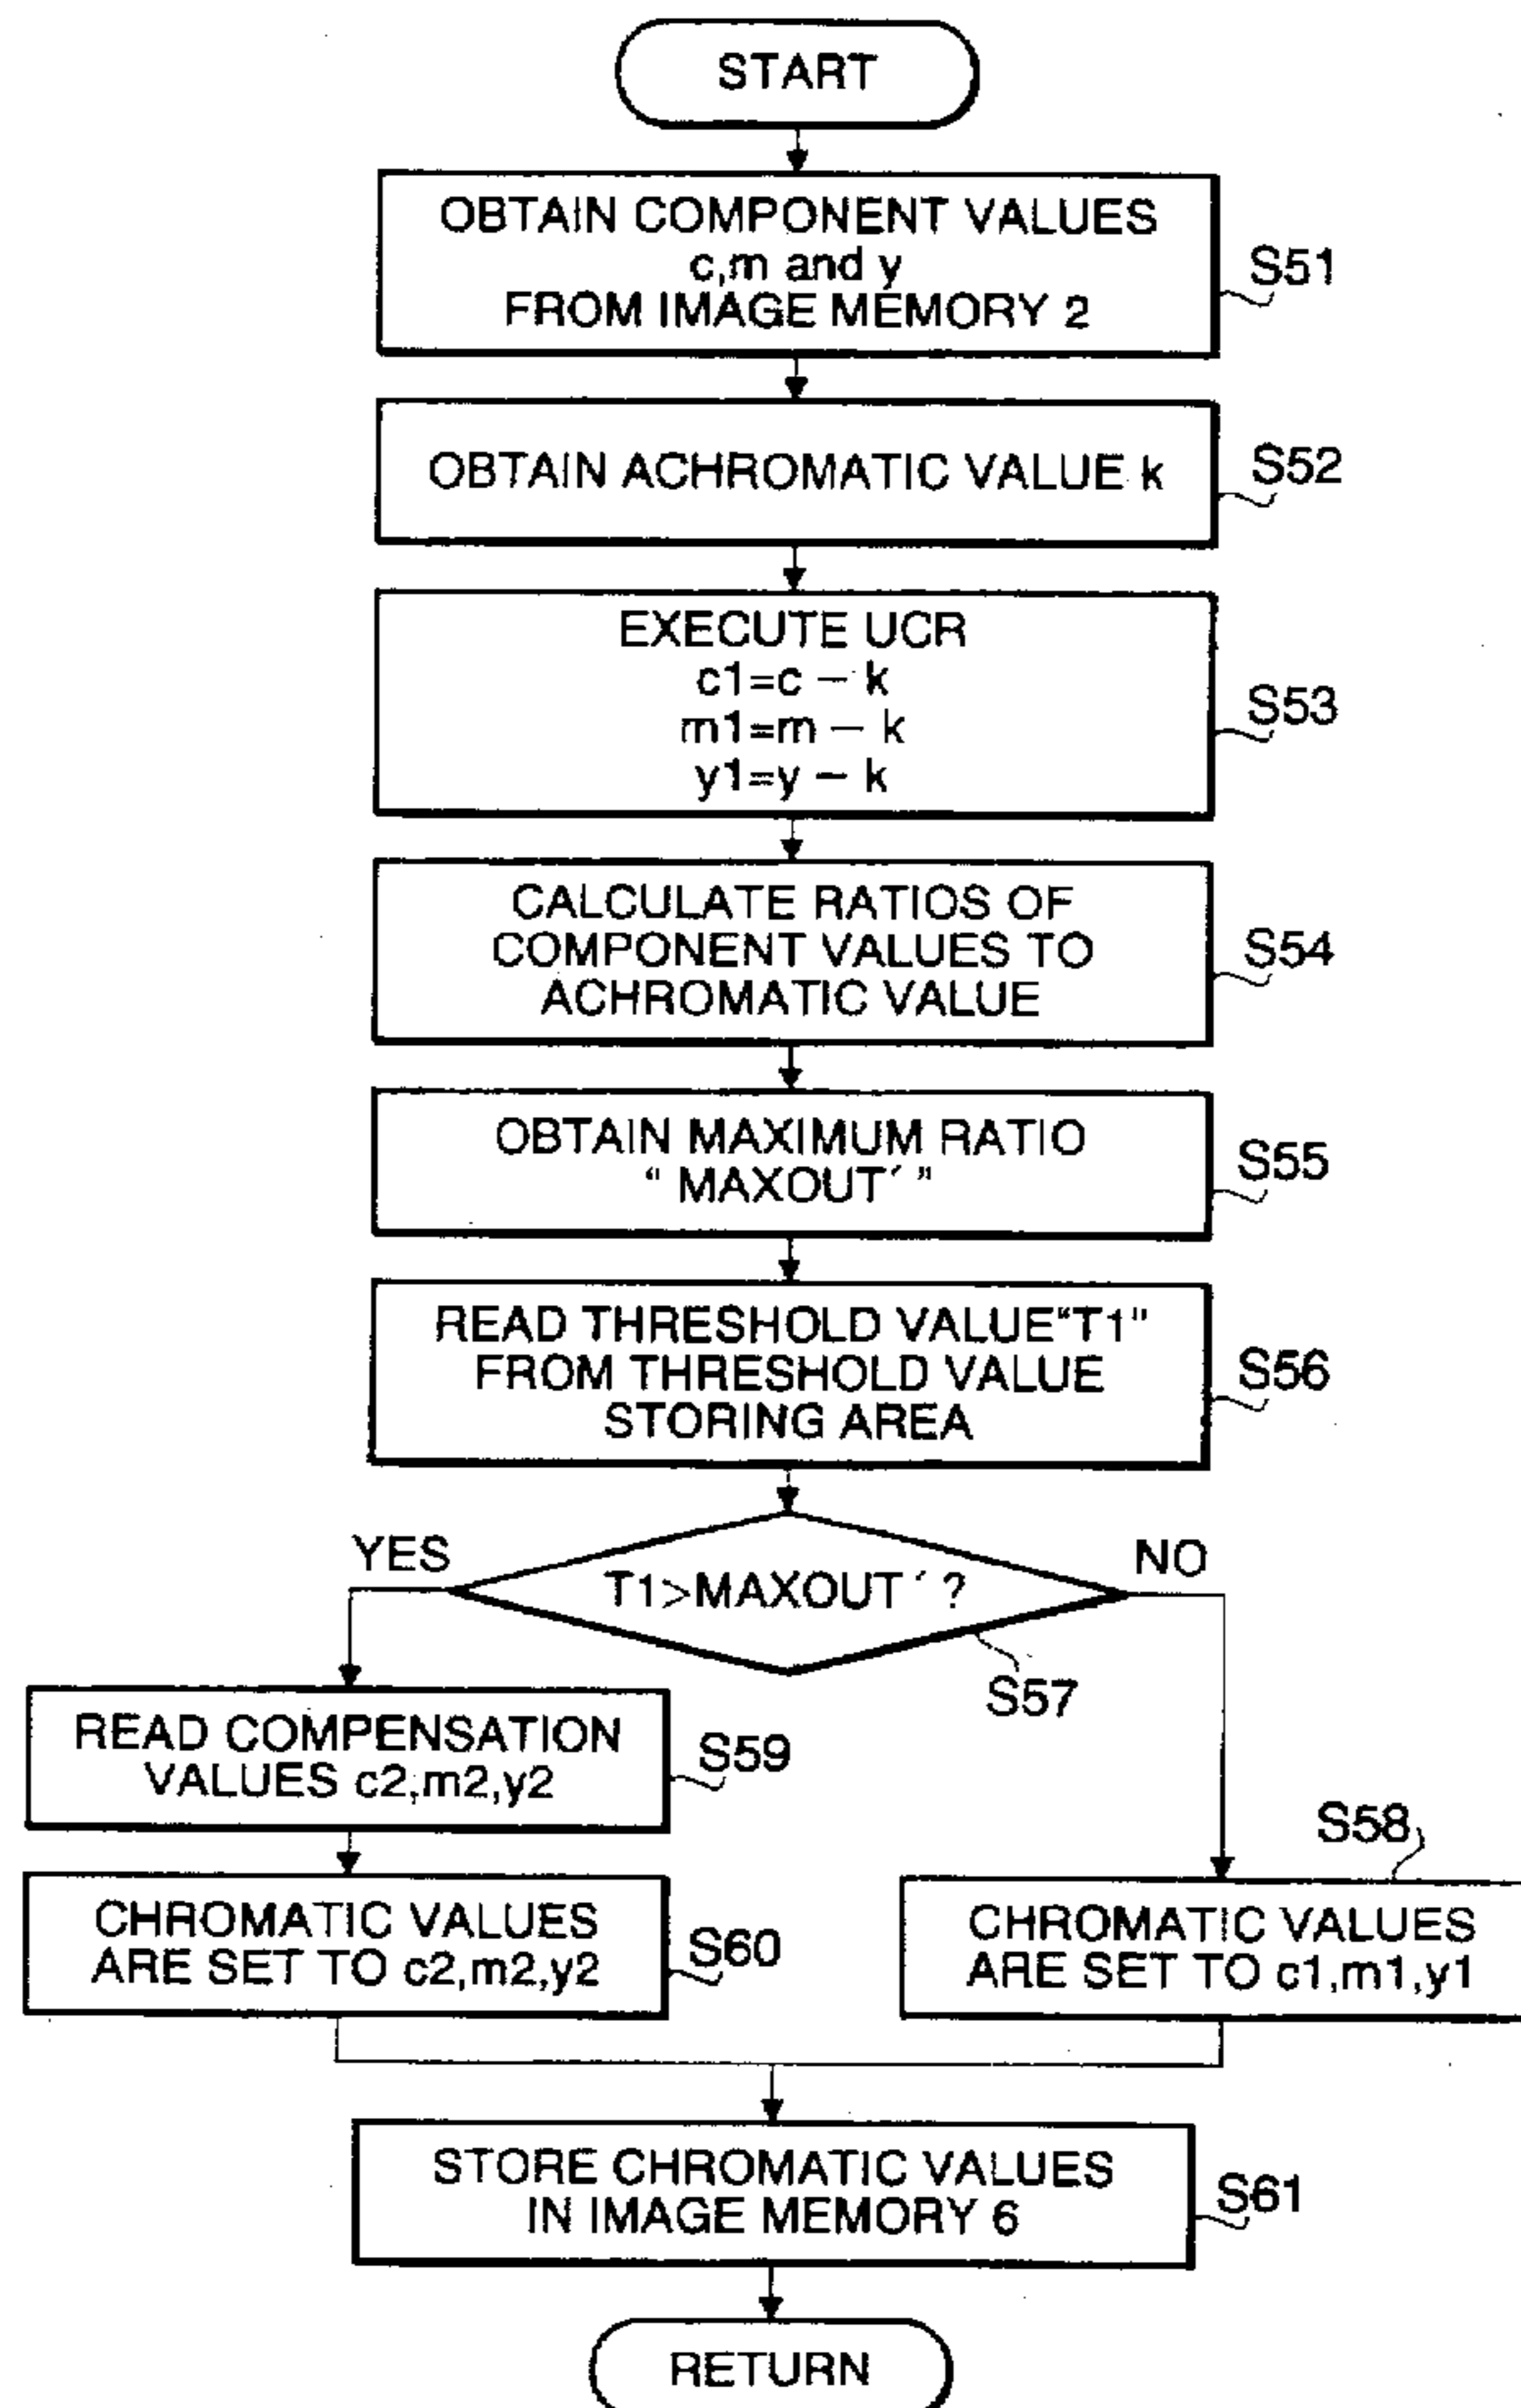 START
OBTAIN COMPONENT VALUES
c,m and y
FROM IMAGE MEMORY 2
S51
OBTAIN ACHROMATIC VALUE k
S52
EXECUTE UCR
c1=c − k
m1=m − k
y1=y − k
S53
CALCULATE RATIOS OF
COMPONENT VALUES TO
ACHROMATIC VALUE
S54
OBTAIN MAXIMUM RATIO
“ MAXOUT´ ”
S55
READ THRESHOLD VALUE“T1”
FROM THRESHOLD VALUE
STORING AREA
S56
YES
T1>MAXOUT´ ?
NO
S57
READ COMPENSATION
VALUES c2,m2,y2
S59
S58
CHROMATIC VALUES
ARE SET TO c2,m2,y2
S60
CHROMATIC VALUES
ARE SET TO c1,m1,y1
STORE CHROMATIC VALUES
IN IMAGE MEMORY 6
S61
RETURN